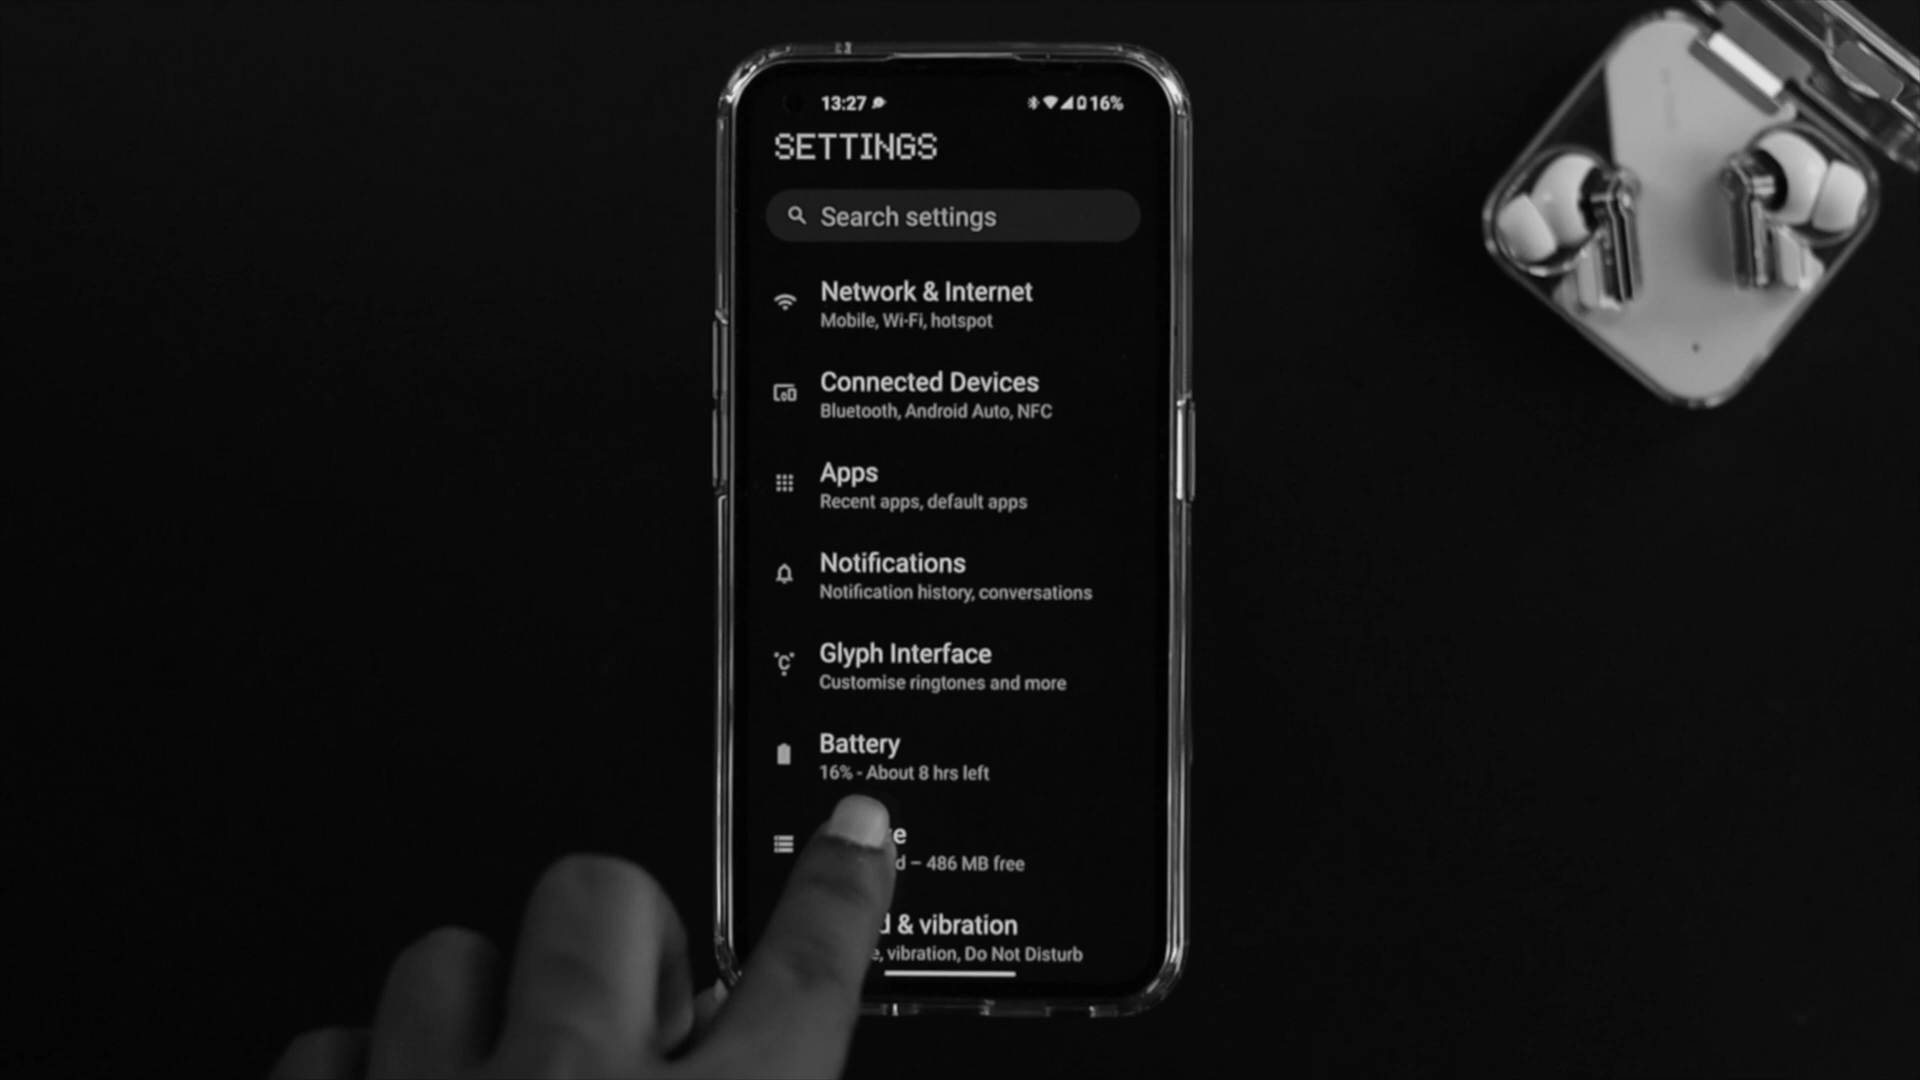 13:27 16%
SETTINGS
Search settings
Network & Internet
Mobile, Wi-Fi, hotspot
Connected Devices
Bluetooth, Android Auto, NFC
Apps
Recent apps, default apps
Notifications
Notification history, conversations
Glyph Interface
Customise ringtones and more
Battery
16% - About 8 hrs left
– 486 MB free
& vibration
vibration, Do Not Disturb